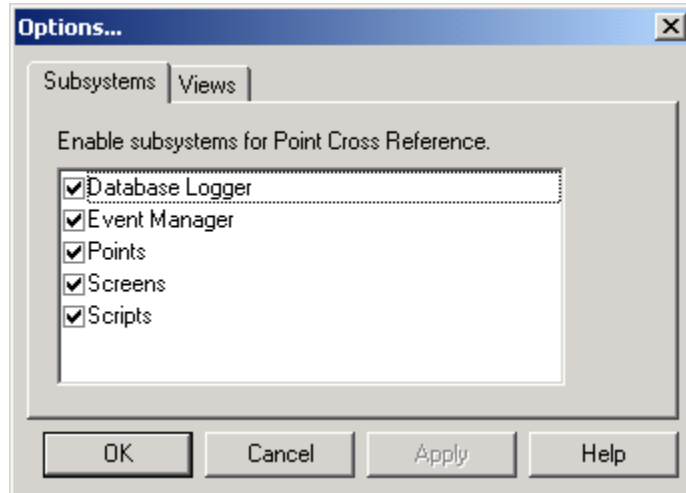 Options...
Subsystems Views
Enable subsystems for Point Cross Reference.
Database Logger
Event Manager
Points
Screens
Scripts
OK Cancel Apply Help